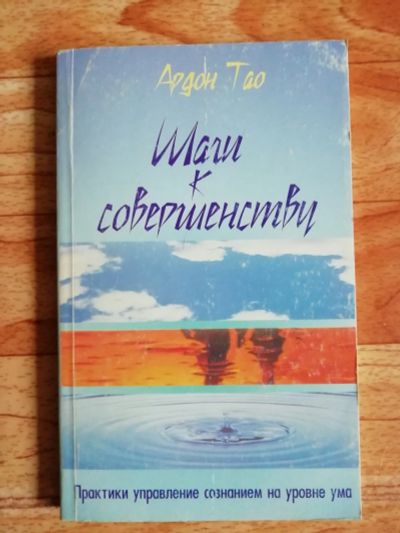 Ардон Тао
Шаги
к
совершенству
Практики управление сознанием на уровне ума